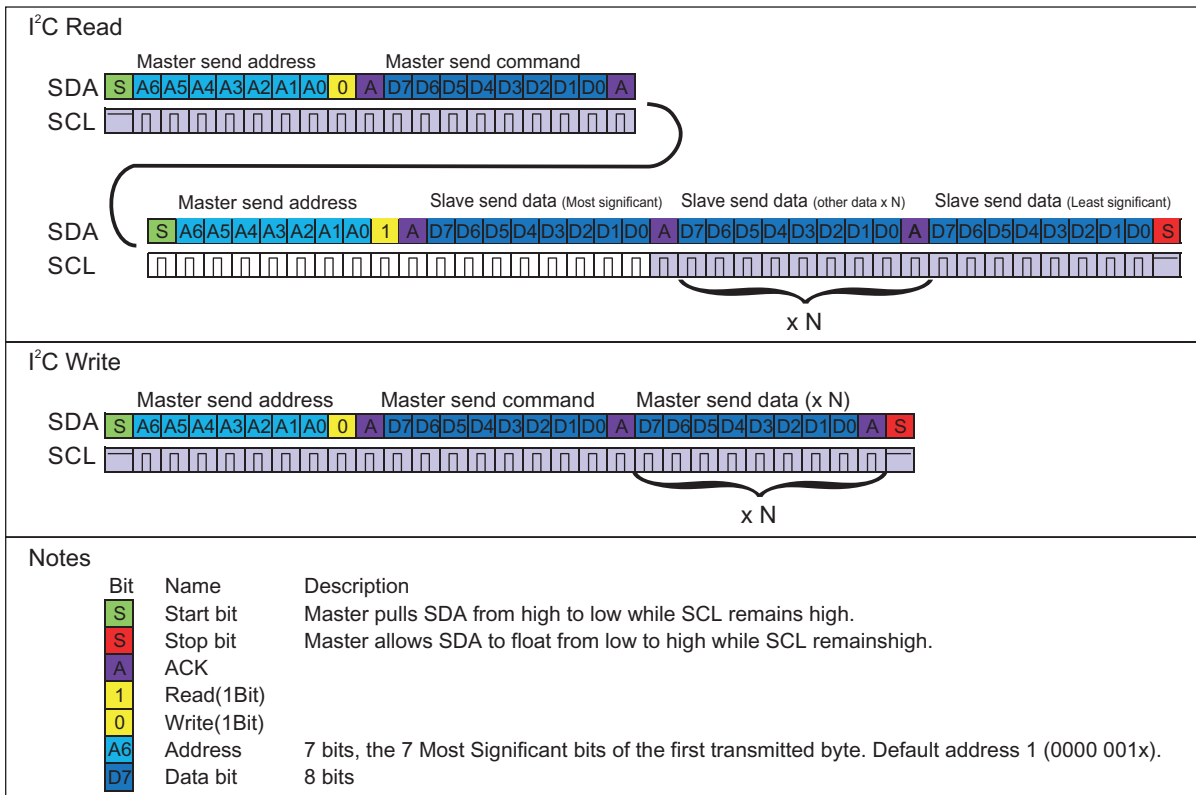 I²C Read
Master send address Master send command
SDA S A6 A5 A4 A3 A2 A1 A0 0 A D7 D6 D5 D4 D3 D2 D1 D0 A
SCL
Master send address Slave send data (Most significant) Slave send data (other data x N) Slave send data (Least significant)
SDA S A6 A5 A4 A3 A2 A1 A0 1 A D7 D6 D5 D4 D3 D2 D1 D0 A D7 D6 D5 D4 D3 D2 D1 D0 A D7 D6 D5 D4 D3 D2 D1 D0 S
SCL
x N
I²C Write
Master send address Master send command Master send data (x N)
SDA S A6 A5 A4 A3 A2 A1 A0 0 A D7 D6 D5 D4 D3 D2 D1 D0 A D7 D6 D5 D4 D3 D2 D1 D0 A S
SCL
x N
Notes
Bit Name Description
S Start bit Master pulls SDA from high to low while SCL remains high.
S Stop bit Master allows SDA to float from low to high while SCL remainshigh.
A ACK
1 Read(1Bit)
0 Write(1Bit)
A6 Address 7 bits, the 7 Most Significant bits of the first transmitted byte. Default address 1 (0000 001x).
D7 Data bit 8 bits